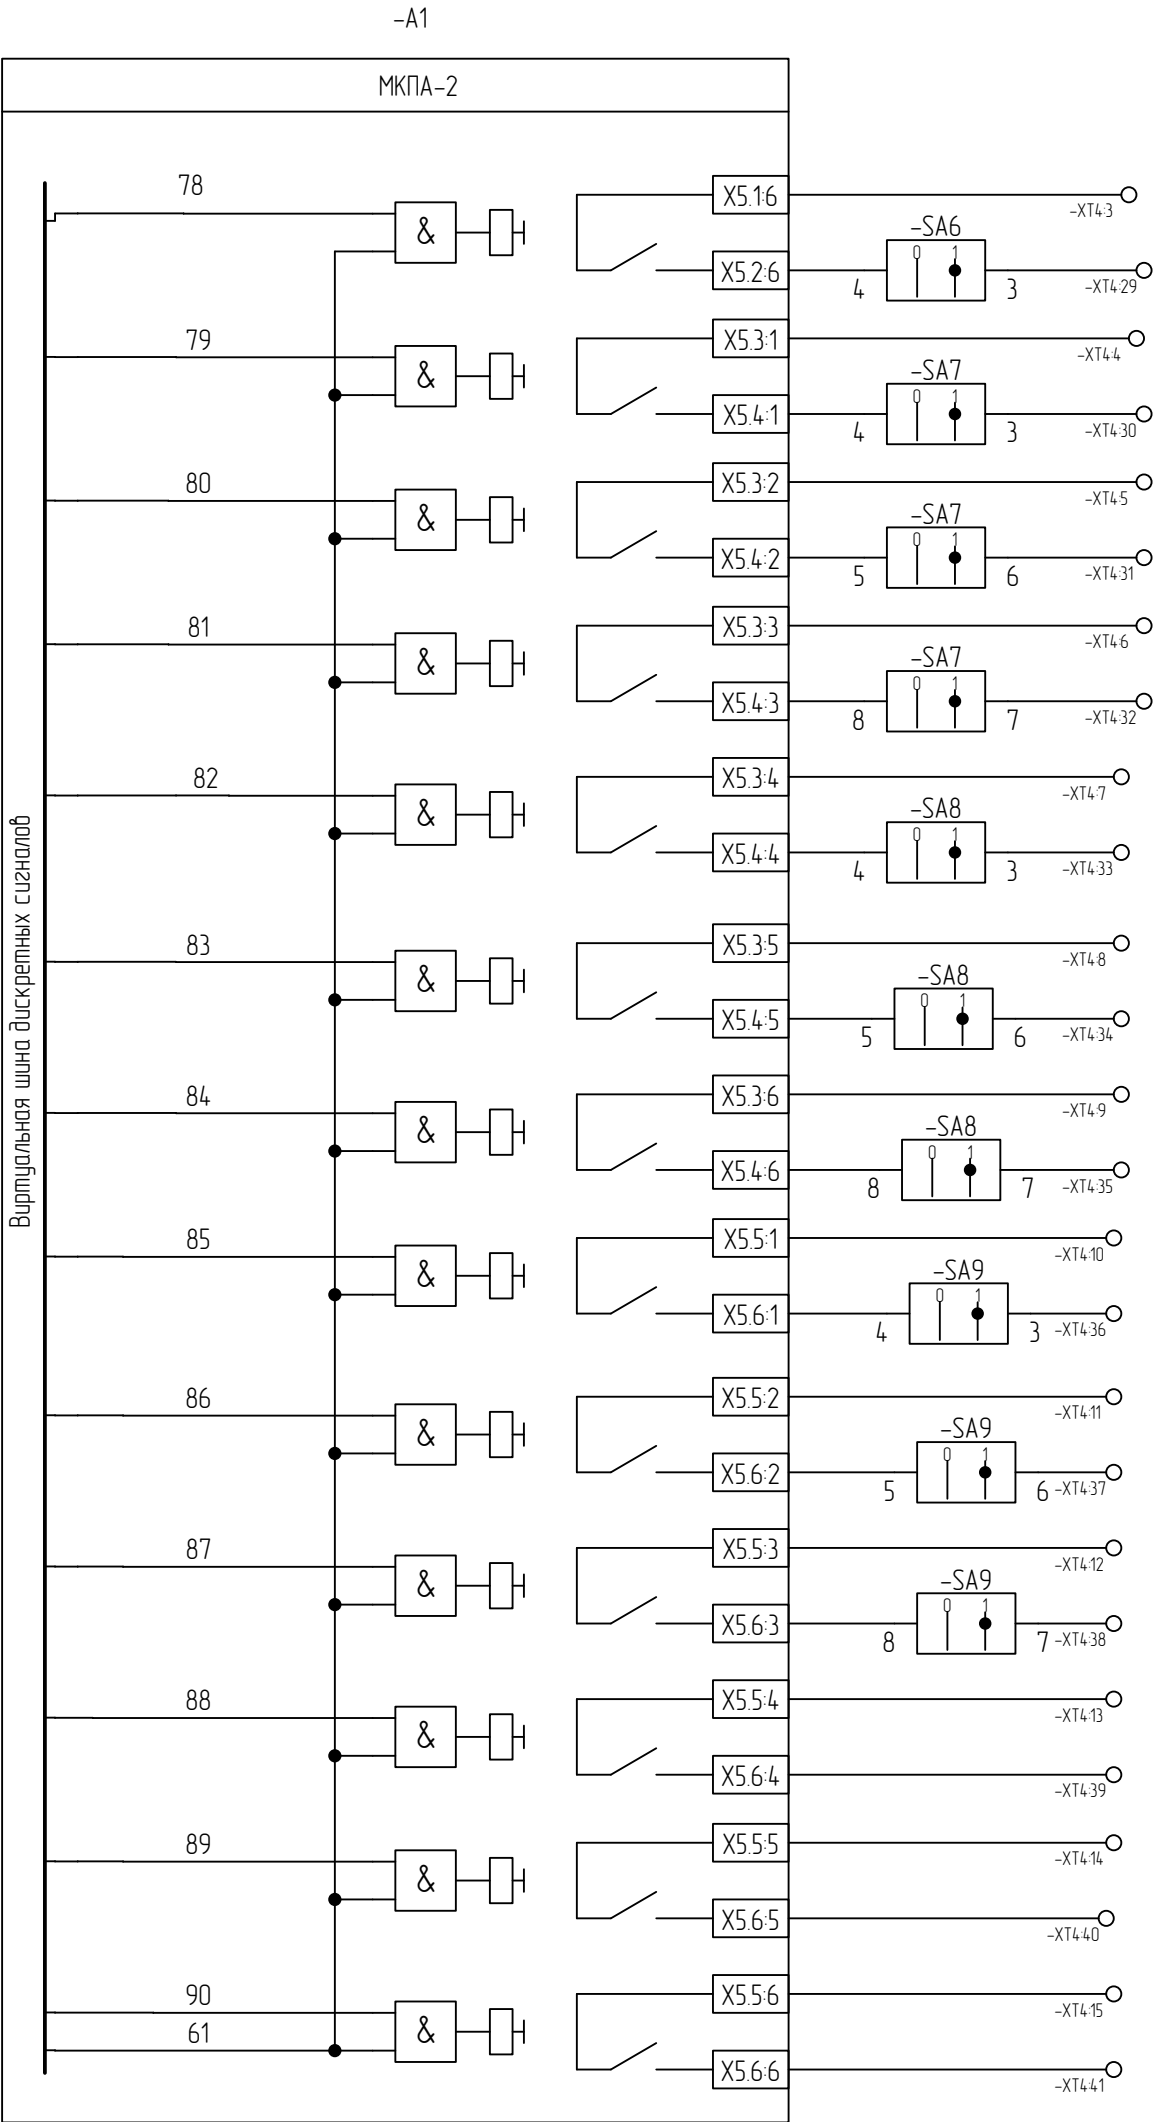 -A1
МКПА-2
Виртуальная шина дискретных сигналов
78
&
X5.1:6
-XT4:3
-SA6
0 1
X5.2:6
4
3
-XT4:29
79
&
X5.3:1
-XT4:4
-SA7
0 1
X5.4:1
4
3
-XT4:30
80
&
X5.3:2
-XT4:5
-SA7
0 1
X5.4:2
5
6
-XT4:31
81
&
X5.3:3
-XT4:6
-SA7
0 1
X5.4:3
8
7
-XT4:32
82
&
X5.3:4
-XT4:7
-SA8
0 1
X5.4:4
4
3
-XT4:33
83
&
X5.3:5
-XT4:8
-SA8
0 1
X5.4:5
5
6
-XT4:34
84
&
X5.3:6
-XT4:9
-SA8
0 1
X5.4:6
8
7
-XT4:35
85
&
X5.5:1
-XT4:10
-SA9
0 1
X5.6:1
4
3
-XT4:36
86
&
X5.5:2
-XT4:11
-SA9
0 1
X5.6:2
5
6
-XT4:37
87
&
X5.5:3
-XT4:12
-SA9
0 1
X5.6:3
8
7
-XT4:38
88
&
X5.5:4
-XT4:13
X5.6:4
-XT4:39
89
&
X5.5:5
-XT4:14
X5.6:5
-XT4:40
90
61
&
X5.5:6
-XT4:15
X5.6:6
-XT4:41